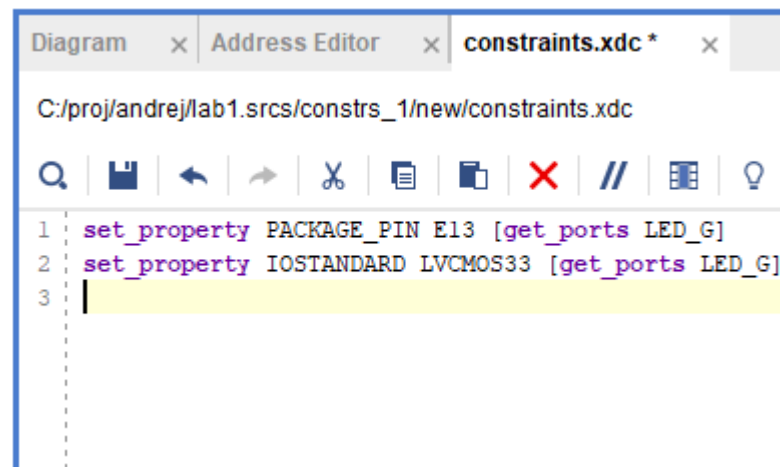 Diagram × Address Editor × constraints.xdc * ×
C:/proj/andrej/lab1.srcs/constrs_1/new/constraints.xdc
1 set_property PACKAGE_PIN E13 [get_ports LED_G]
2 set_property IOSTANDARD LVCMOS33 [get_ports LED_G]
3